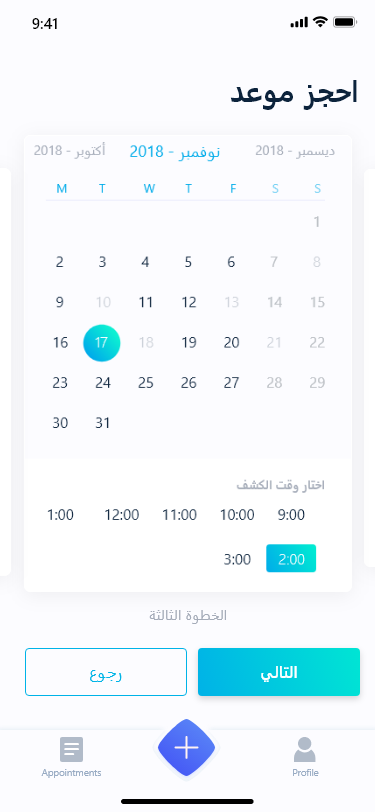 9:41
احجز موعد
ديسمبر - 2018 نوفمبر - 2018 أكتوبر - 2018
M T W T F S S
1
2 3 4 5 6 7 8
9 10 11 12 13 14 15
16 17 18 19 20 21 22
23 24 25 26 27 28 29
30 31
اختار وقت الكشف
1:00 12:00 11:00 10:00 9:00
3:00 2:00
الخطوة الثالثة
التالي
رجوع
Appointments
Profile